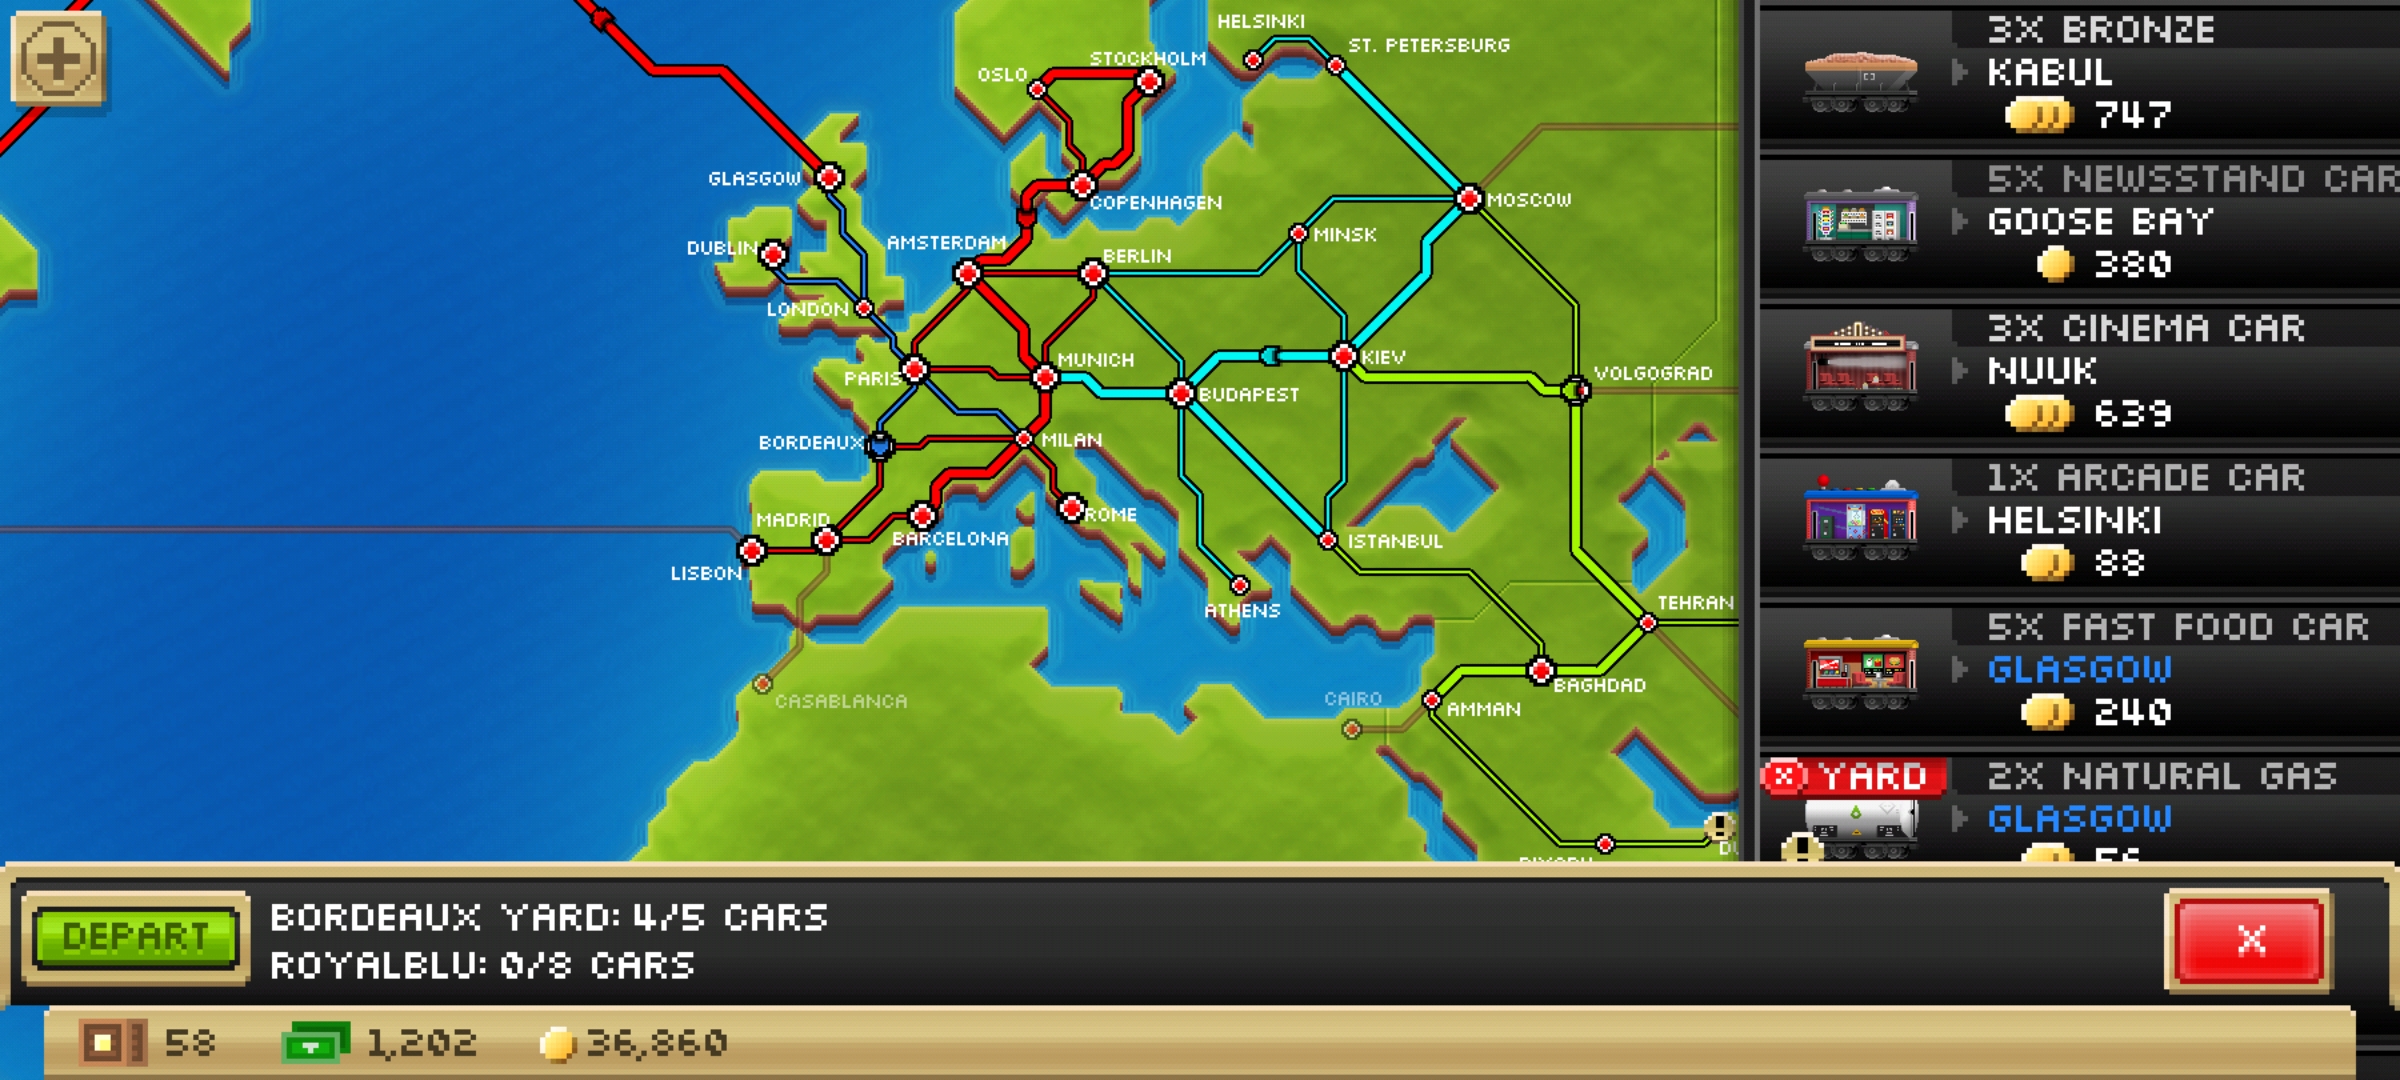 HELSINKI
ST. PETERSBURG
STOCKHOLM
OSLO
GLASGOW
MOSCOW
COPENHAGEN
MINSK
AMSTERDAM
DUBLIN
BERLIN
LONDON
MUNICH
KIEV
PARIS
VOLGOGRAD
BUDAPEST
BORDEAUX
MILAN
MADRID
ROME
BARCELONA
ISTANBUL
LISBON
ATHENS
TEHRAN
BAGHDAD
CASABLANCA
CAIRO
AMMAN
3X BRONZE
KABUL
747
5X NEWSSTAND CAR
GOOSE BAY
380
3X CINEMA CAR
NUUK
639
1X ARCADE CAR
HELSINKI
88
5X FAST FOOD CAR
GLASGOW
240
X YARD
2X NATURAL GAS
GLASGOW
56
DEPART
BORDEAUX YARD: 4/5 CARS
ROYALBLU: 0/8 CARS
X
58
1,202
36,860